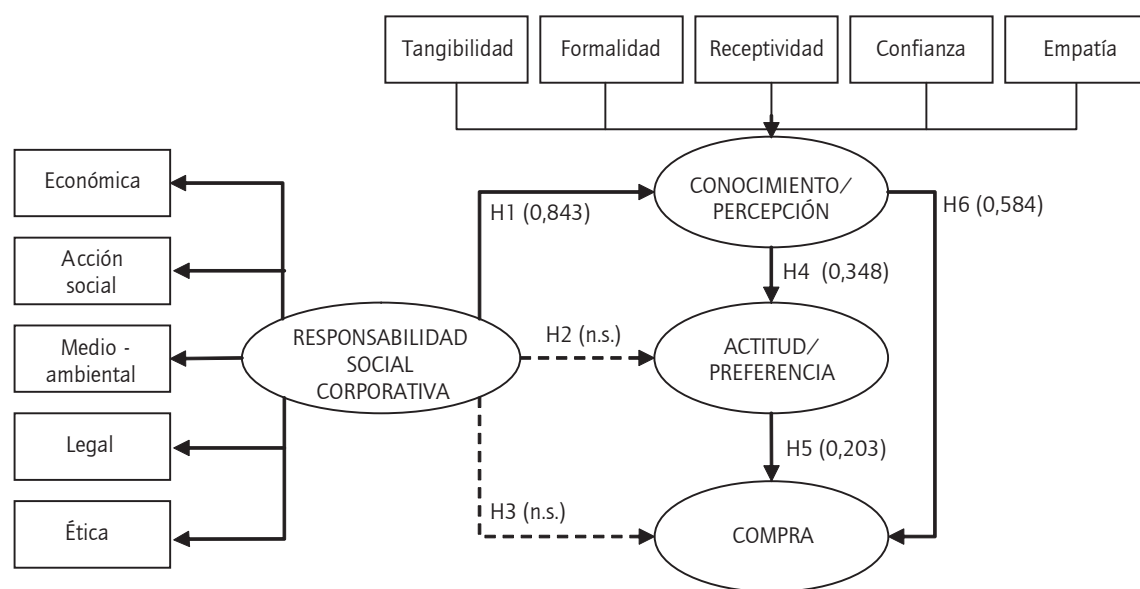 Tangibilidad
Formalidad
Receptividad
Confianza
Empatía
Económica
Acción
social
Medio -
ambiental
Legal
Ética
RESPONSABILIDAD
SOCIAL
CORPORATIVA
H1 (0,843)
H2 (n.s.)
H3 (n.s.)
CONOCIMIENTO/
PERCEPCIÓN
H6 (0,584)
H4 (0,348)
ACTITUD/
PREFERENCIA
H5 (0,203)
COMPRA